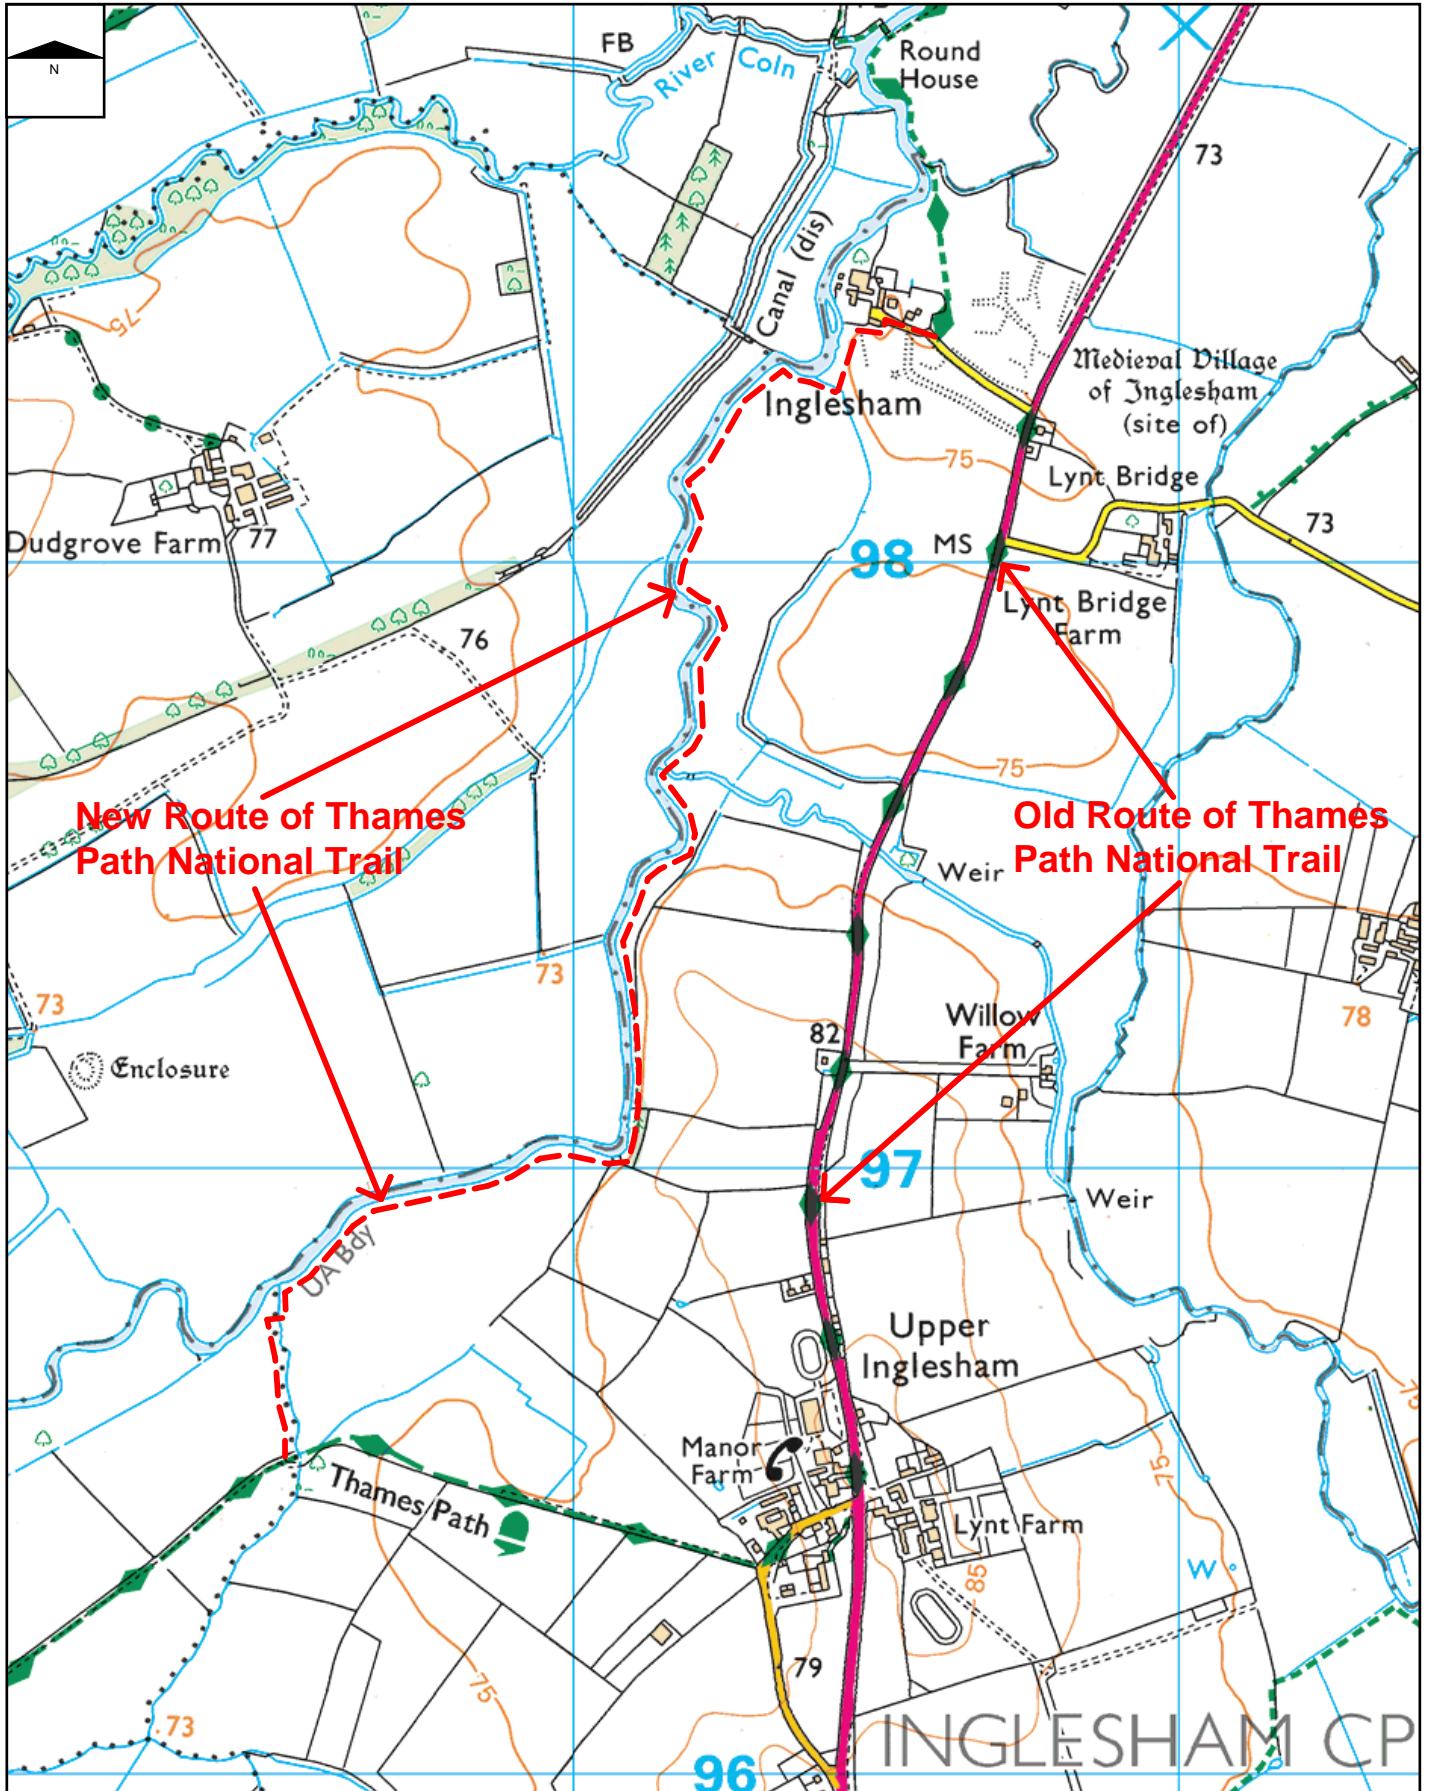 N
FB
River Coln
Round
House
73
75
Canal (dis)
Inglesham
Medieval Village
of Inglesham
(site of)
75
Lynt Bridge
73
Dudgrove Farm
77
98
MS
Lynt Bridge
Farm
76
75
New Route of Thames
Path National Trail
Old Route of Thames
Path National Trail
Weir
73
73
78
82
Willow
Farm
Enclosure
97
Weir
UA Bdy
Upper
Inglesham
75
75
Manor
Farm
Thames Path
Lynt Farm
W
85
79
75
73
INGLESHAM CP
96